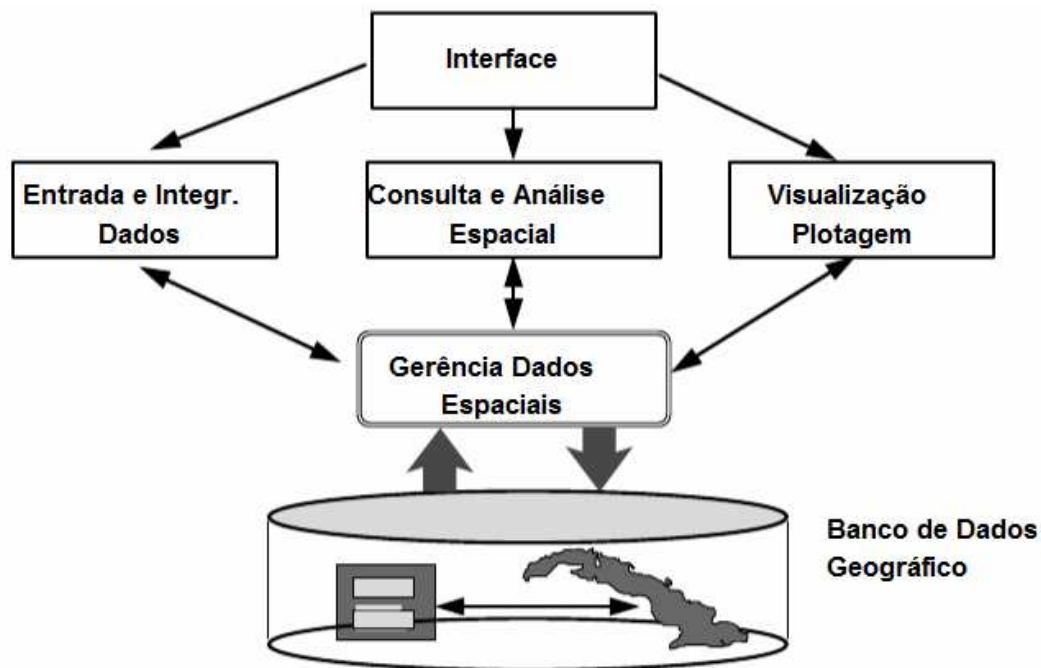 Interface
Entrada e Integr.
Dados
Consulta e Análise
Espacial
Visualização
Plotagem
Gerência Dados
Espaciais
Banco de Dados
Geográfico